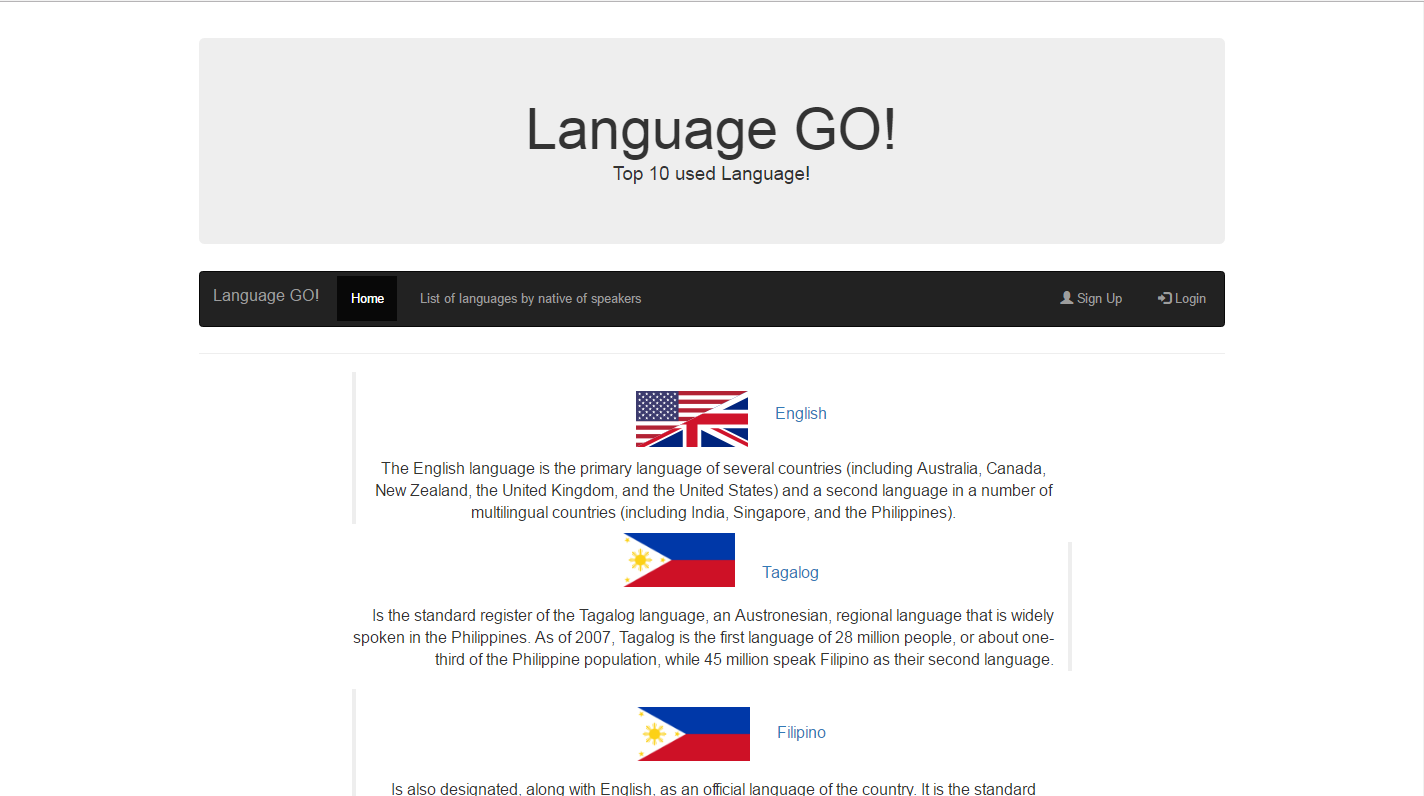 Language GO!
Top 10 used Language!
Language GO! Home List of languages by native of speakers Sign Up Login
English
The English language is the primary language of several countries (including Australia, Canada,
New Zealand, the United Kingdom, and the United States) and a second language in a number of
multilingual countries (including India, Singapore, and the Philippines).
Tagalog
Is the standard register of the Tagalog language, an Austronesian, regional language that is widely
spoken in the Philippines. As of 2007, Tagalog is the first language of 28 million people, or about one-
third of the Philippine population, while 45 million speak Filipino as their second language.
Filipino
Is also designated, along with English, as an official language of the country. It is the standard